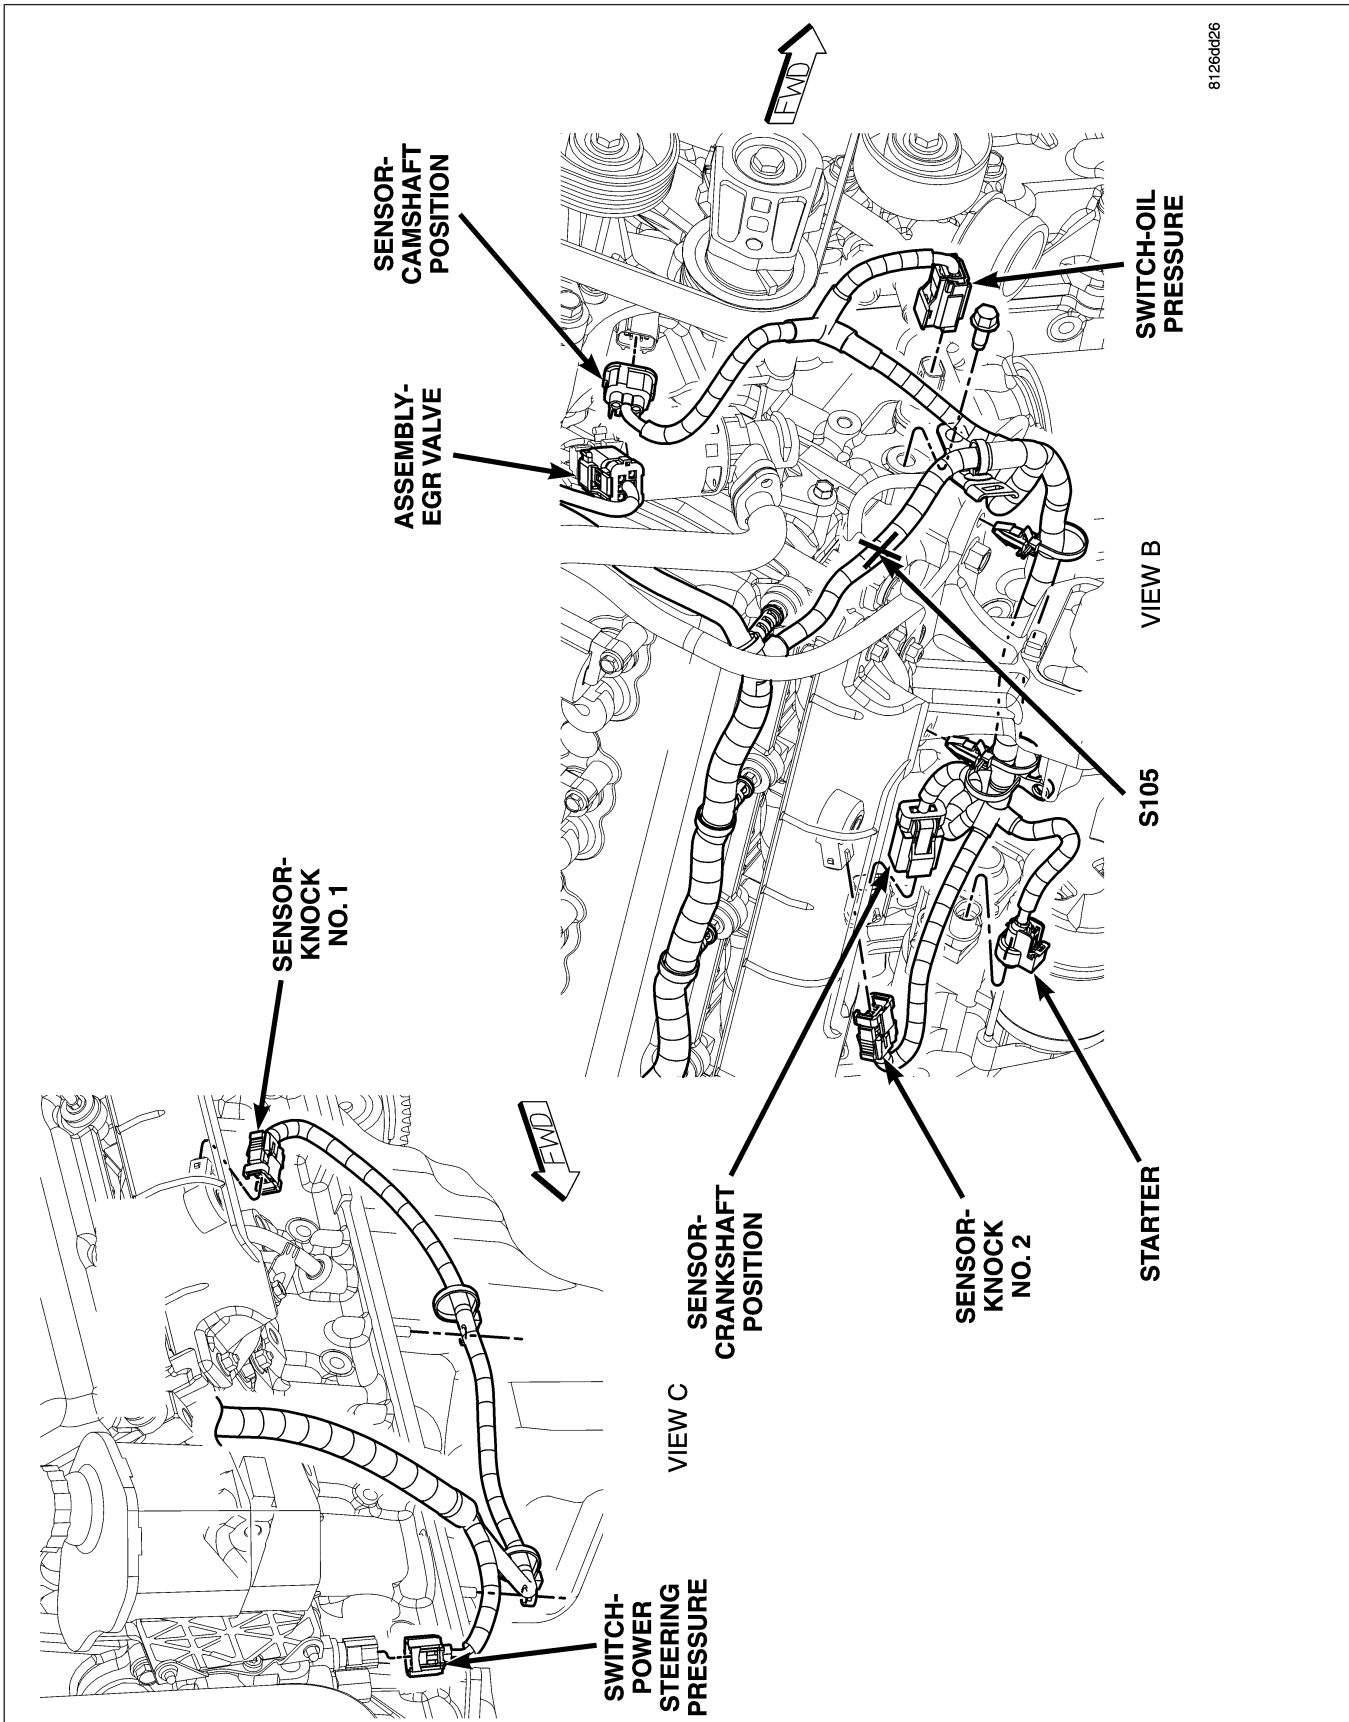 SENSOR-
KNOCK
NO. 1
FWD
SWITCH-
POWER
STEERING
PRESSURE
VIEW C
ASSEMBLY-
EGR VALVE
SENSOR-
CAMSHAFT
POSITION
FWD
SWITCH-OIL
PRESSURE
VIEW B
S105
SENSOR-
CRANKSHAFT
POSITION
SENSOR-
KNOCK
NO. 2
STARTER
8126dd26